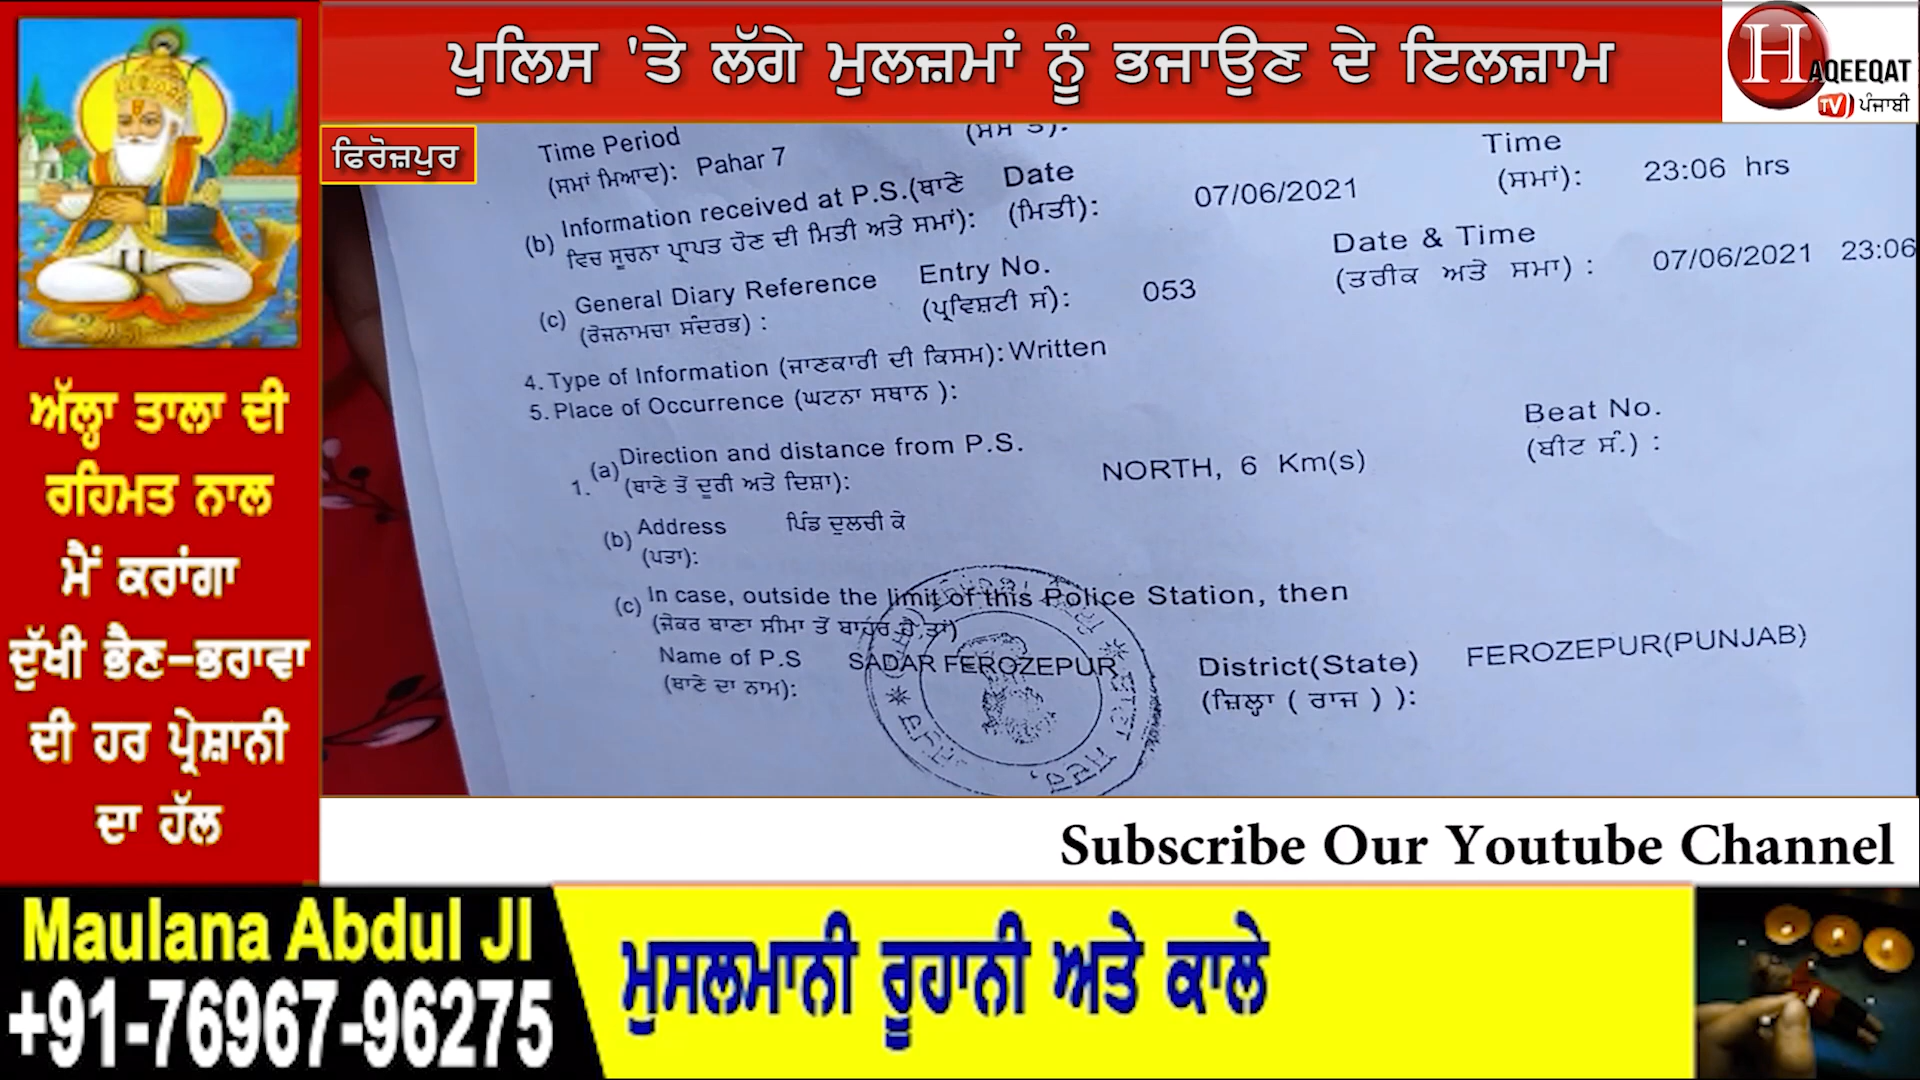 ਪੁਲਿਸ 'ਤੇ ਲੱਗੇ ਮੁਲਜ਼ਮਾਂ ਨੂੰ ਭਜਾਉਣ ਦੇ ਇਲਜ਼ਾਮ
HAQEEQAT
TV ਪੰਜਾਬੀ
ਫਿਰੋਜ਼ਪੁਰ
Time Period
(ਸਮਾਂ ਮਿਆਦ): Pahar 7
Time
(ਸਮਾਂ): 23:06 hrs
(b) Information received at P.S.(ਥਾਣੇ
ਵਿਚ ਸੂਚਨਾ ਪ੍ਰਾਪਤ ਹੋਣ ਦੀ ਮਿਤੀ ਅਤੇ ਸਮਾਂ):
Date
(ਮਿਤੀ): 07/06/2021
(c) General Diary Reference
(ਰੋਜਨਾਮਚਾ ਸੰਦਰਭ) :
Entry No.
(ਪ੍ਰਵਿਸ਼ਟੀ ਸੰ): 053
Date & Time
(ਤਰੀਕ ਅਤੇ ਸਮਾ) : 07/06/2021 23:06
4. Type of Information (ਜਾਣਕਾਰੀ ਦੀ ਕਿਸਮ): Written
5. Place of Occurrence (ਘਟਨਾ ਸਥਾਨ ):
1. (a) Direction and distance from P.S.
(ਥਾਣੇ ਤੋਂ ਦੂਰੀ ਅਤੇ ਦਿਸ਼ਾ): NORTH, 6 Km(s)
Beat No.
(ਬੀਟ ਸੰ.) :
(b) Address ਪਿੰਡ ਦੁਲਚੀ ਕੇ
(ਪਤਾ):
(c) In case, outside the limit of this Police Station, then
(ਜੇਕਰ ਥਾਣਾ ਸੀਮਾ ਤੋਂ ਬਾਹਰ ਹੈ,ਤਾਂ)
Name of P.S SADAR FEROZEPUR
(ਥਾਣੇ ਦਾ ਨਾਮ):
District(State) FEROZEPUR(PUNJAB)
(ਜ਼ਿਲ੍ਹਾ ( ਰਾਜ ) ):
ਅੱਲ੍ਹਾ ਤਾਲਾ ਦੀ
ਰਹਿਮਤ ਨਾਲ
ਮੈਂ ਕਰਾਂਗਾ
ਦੁੱਖੀ ਭੈਣ-ਭਰਾਵਾ
ਦੀ ਹਰ ਪ੍ਰੇਸ਼ਾਨੀ
ਦਾ ਹੱਲ
Subscribe Our Youtube Channel
Maulana Abdul JI
+91-76967-96275
ਮੁਸਲਮਾਨੀ ਰੂਹਾਨੀ ਅਤੇ ਕਾਲੇ